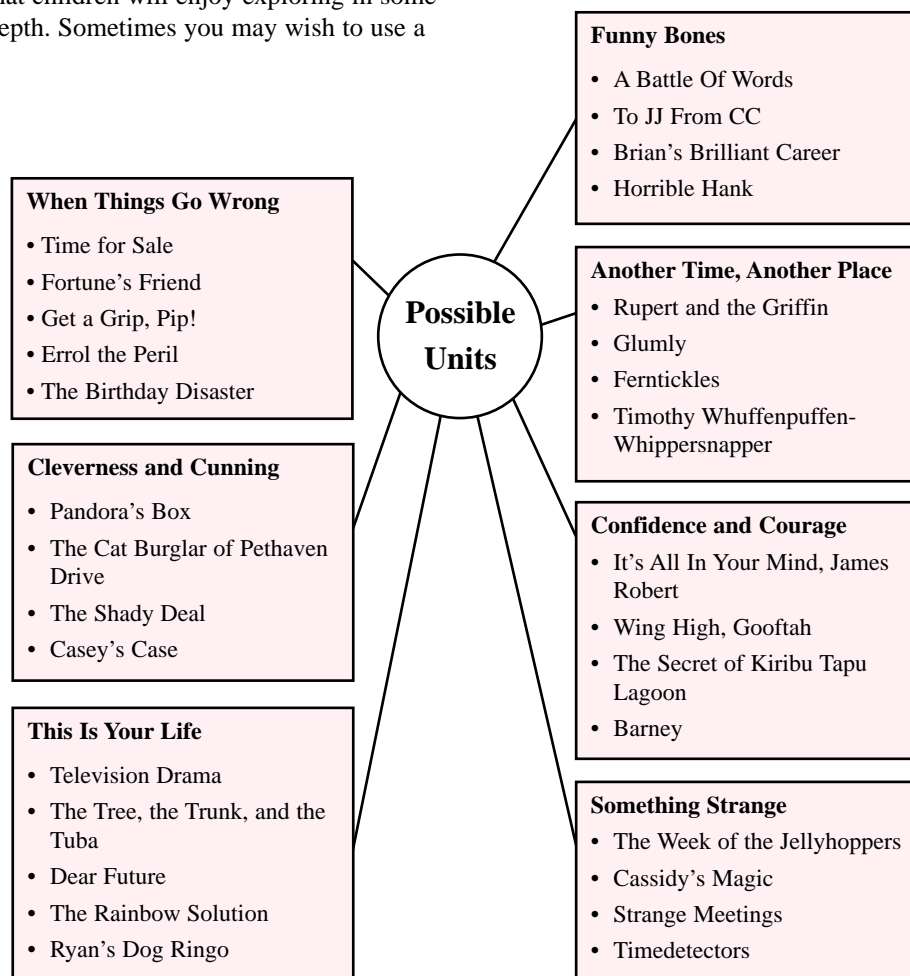 hat children will enjoy exploring in some
epth. Sometimes you may wish to use a
Funny Bones
• A Battle Of Words
• To JJ From CC
• Brian's Brilliant Career
• Horrible Hank
When Things Go Wrong
• Time for Sale
• Fortune's Friend
• Get a Grip, Pip!
• Errol the Peril
• The Birthday Disaster
Possible
Units
Another Time, Another Place
• Rupert and the Griffin
• Glumly
• Ferntickles
• Timothy Whuffenpuffen-
Whippersnapper
Cleverness and Cunning
• Pandora's Box
• The Cat Burglar of Pethaven
Drive
• The Shady Deal
• Casey's Case
Confidence and Courage
• It's All In Your Mind, James
Robert
• Wing High, Gooftah
• The Secret of Kiribu Tapu
Lagoon
• Barney
This Is Your Life
• Television Drama
• The Tree, the Trunk, and the
Tuba
• Dear Future
• The Rainbow Solution
• Ryan's Dog Ringo
Something Strange
• The Week of the Jellyhoppers
• Cassidy's Magic
• Strange Meetings
• Timedetectors